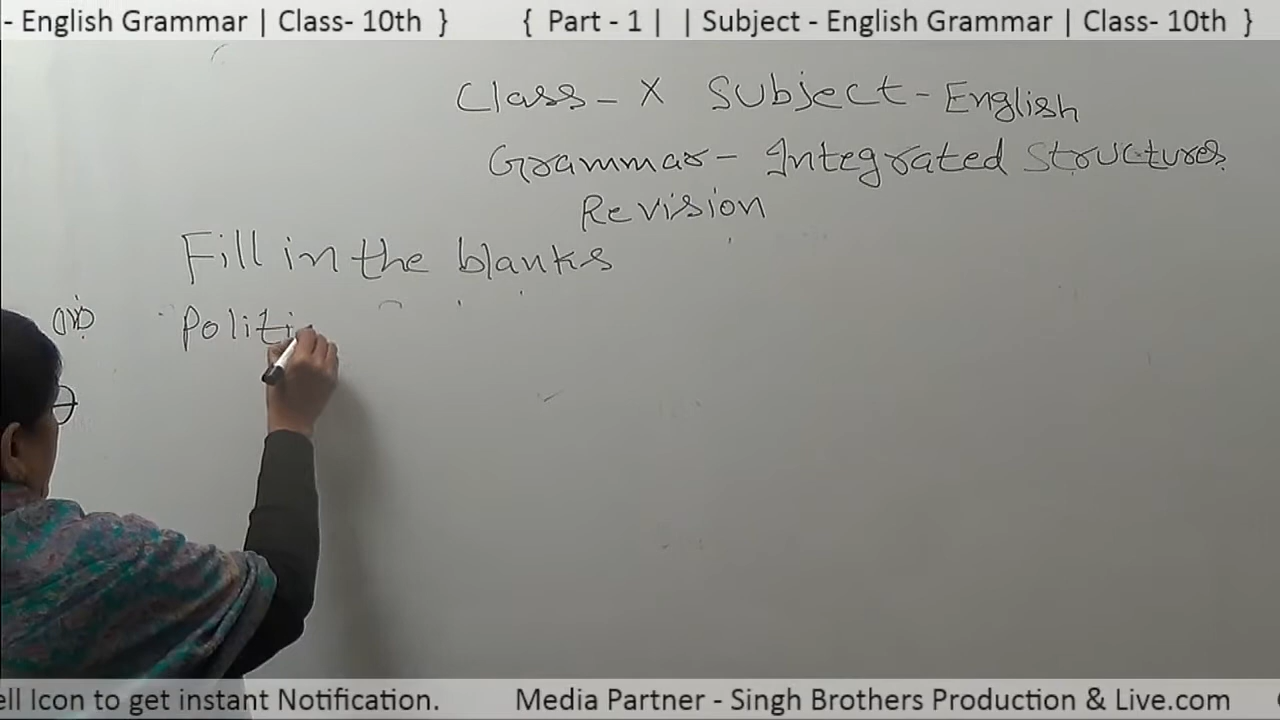 - English Grammar | Class- 10th } { Part - 1 | | Subject - English Grammar | Class- 10th }
Class - X Subject - English
Grammar - Integrated Structures
Revision
Fill in the blanks
Politi
ell Icon to get instant Notification. Media Partner - Singh Brothers Production & Live.com